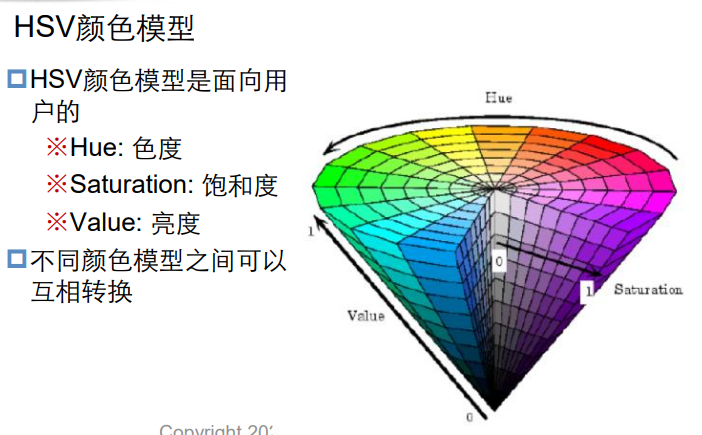 HSV颜色模型
HSV颜色模型是面向用
户的
※Hue: 色度
※Saturation: 饱和度
※Value: 亮度
不同颜色模型之间可以
互相转换
Hue
1
0
1
Saturation
Value
0
Copyright